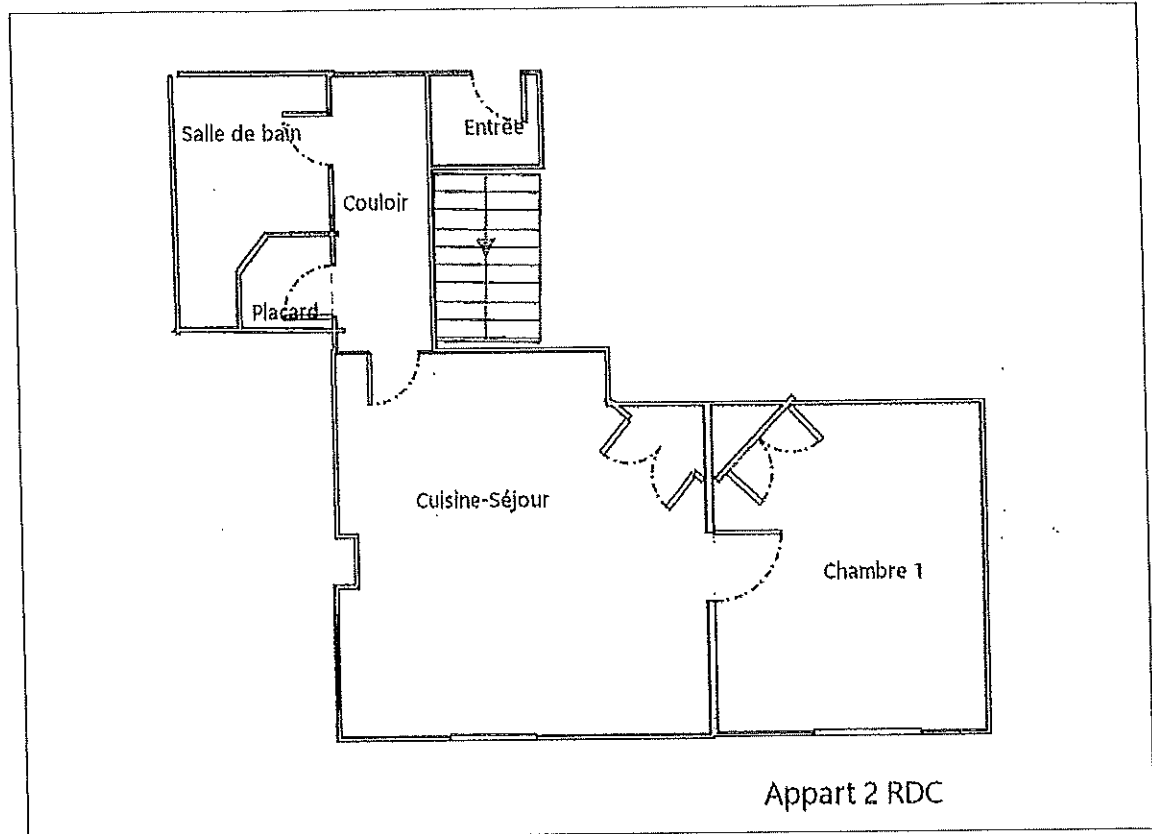 Salle de bain
Entrée
Couloir
Placard
Cuisine-Séjour
Chambre 1
Appart 2 RDC